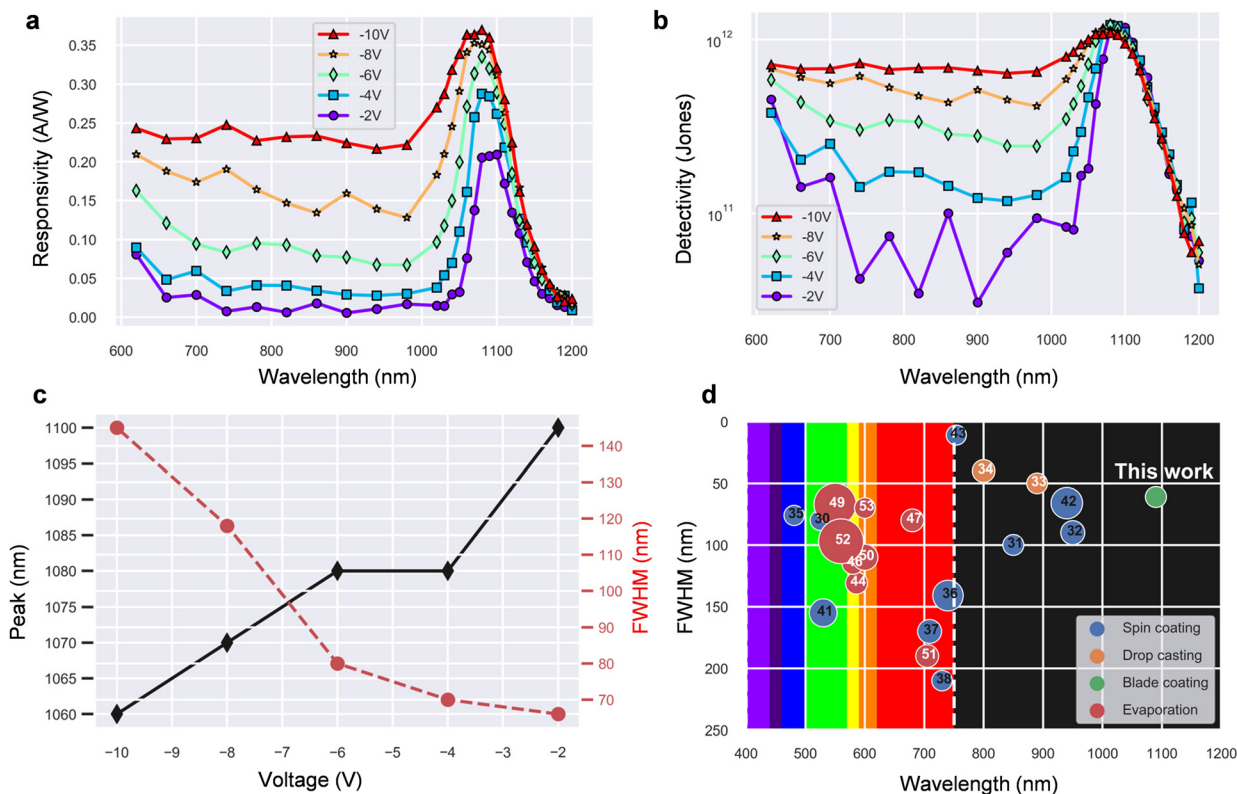 a
Responsivity (A/W)
0.35
0.30
0.25
0.20
0.15
0.10
0.05
0.00
-10V
-8V
-6V
-4V
-2V
600 700 800 900 1000 1100 1200
Wavelength (nm)
b
Detectivity (Jones)
10¹²
10¹¹
-10V
-8V
-6V
-4V
-2V
600 700 800 900 1000 1100 1200
Wavelength (nm)
c
Peak (nm)
1100
1095
1090
1085
1080
1075
1070
1065
1060
140
130
120
110
100
90
80
70
FWHM (nm)
−10 −9 −8 −7 −6 −5 −4 −3 −2
Voltage (V)
d
FWHM (nm)
0
50
100
150
200
250
43
34
33
This work
49
42
35
30
53
47
32
52
31
50
46
44
36
41
37
51
38
Spin coating
Drop casting
Blade coating
Evaporation
400 500 600 700 800 900 1000 1100 1200
Wavelength (nm)